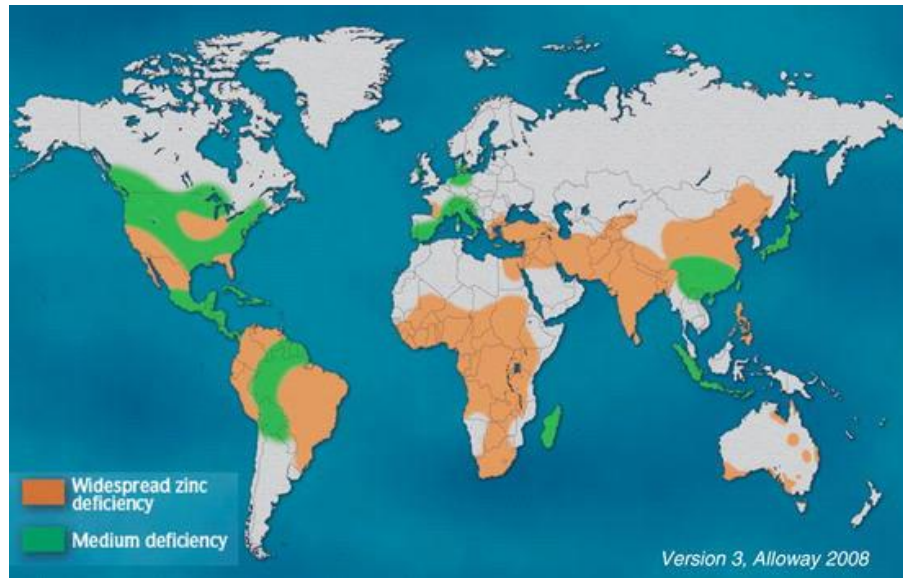 Widespread zinc
deficiency
Medium deficiency
Version 3, Alloway 2008